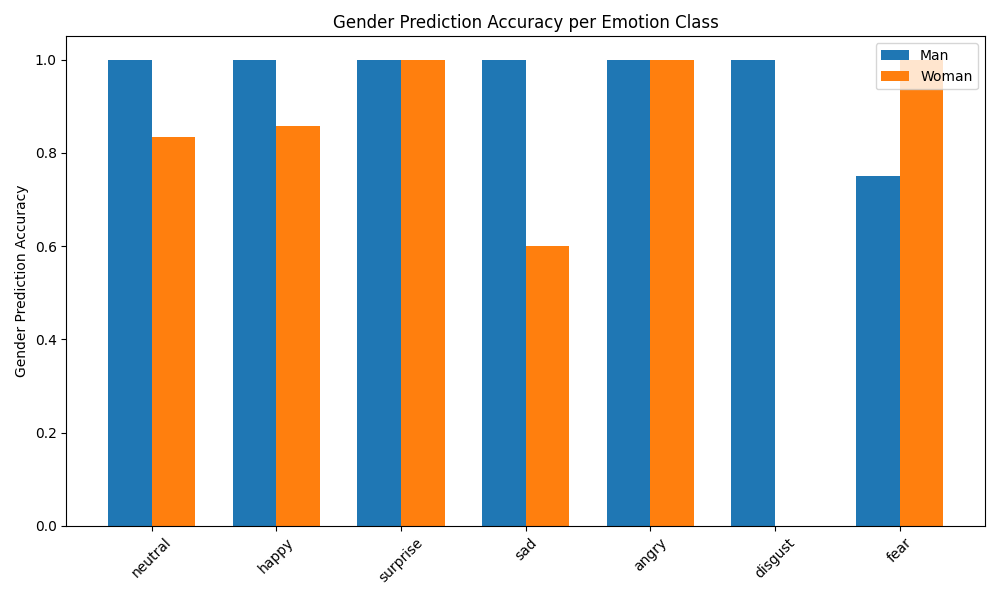 Gender Prediction Accuracy per Emotion Class
Man
Woman
Gender Prediction Accuracy
1.0
0.8
0.6
0.4
0.2
0.0
neutral
happy
surprise
sad
angry
disgust
fear